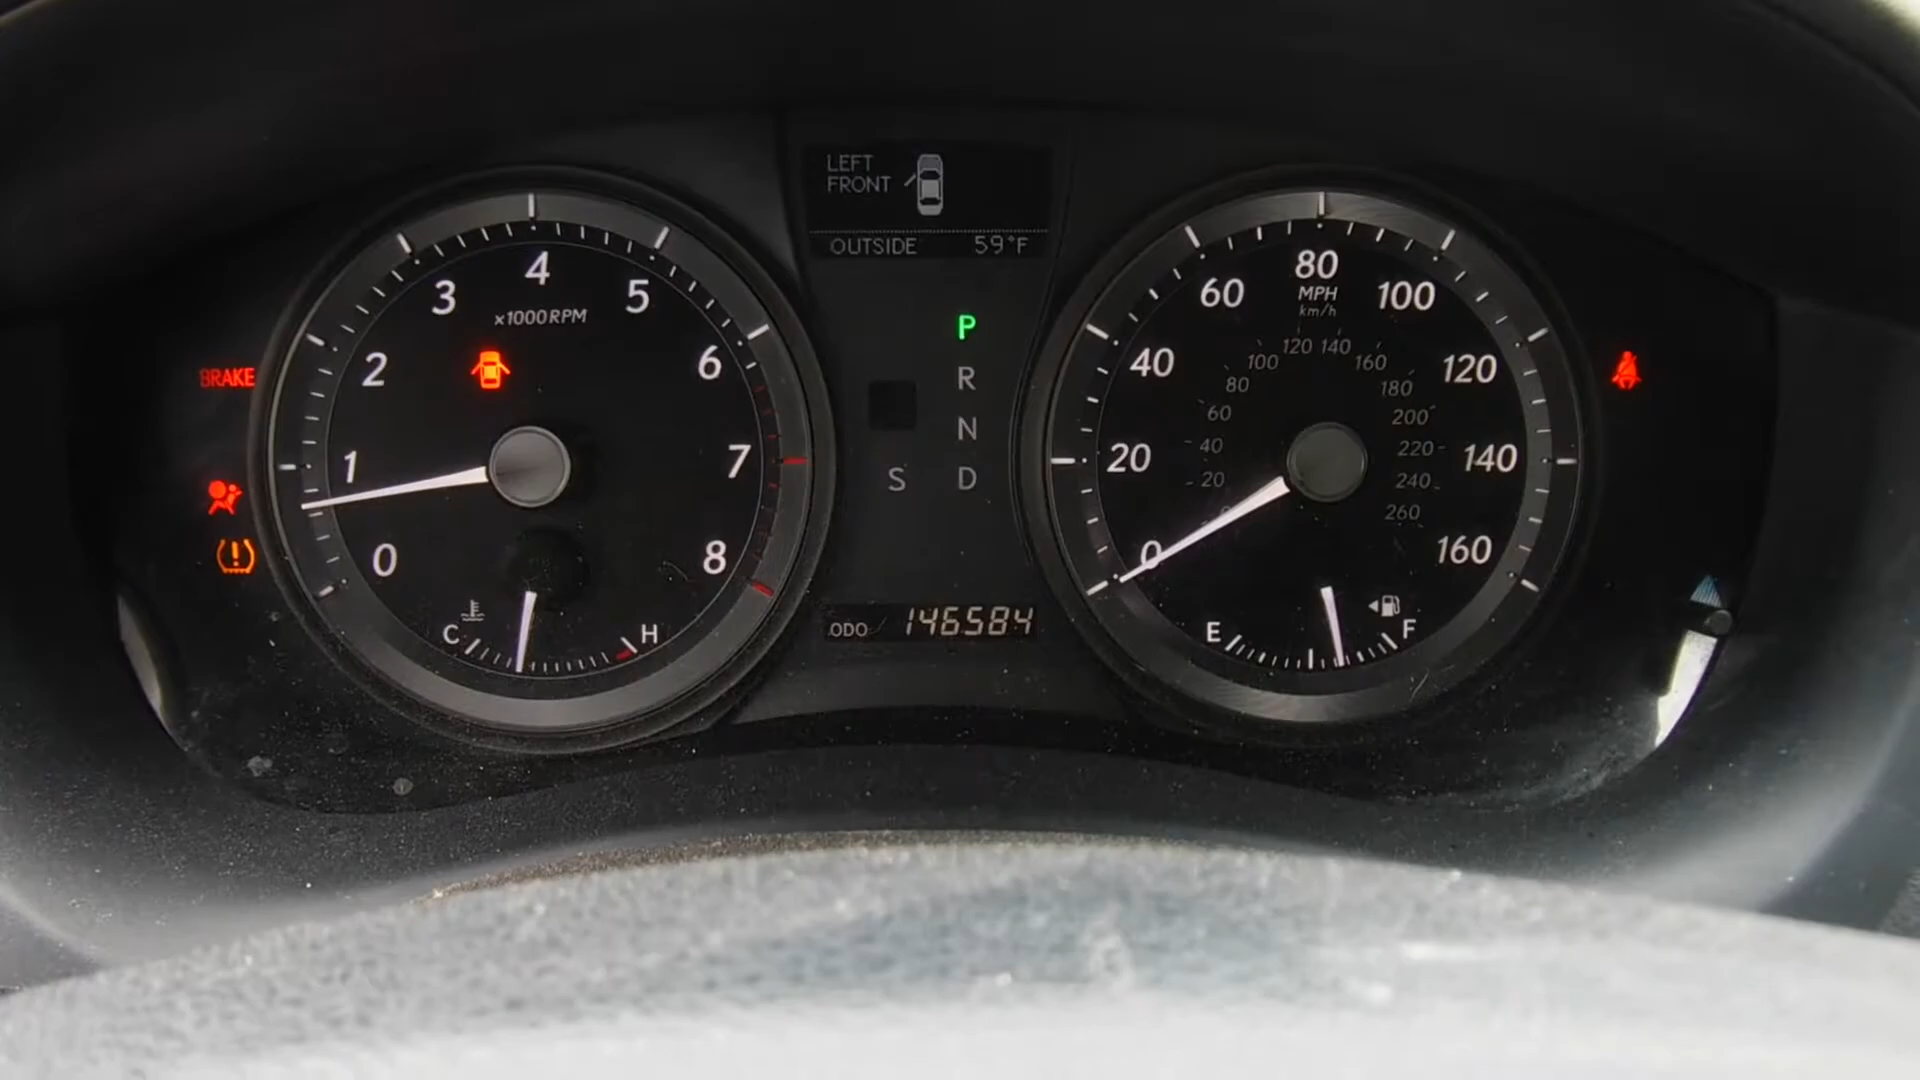 LEFT
FRONT
OUTSIDE 59°F
BRAKE
0
1
2
3
4
5
6
7
8
x1000RPM
C
H
P
R
N
S D
ODO 146584
0
20
40
60
80
100
120
140
160
MPH
km/h
20
40
60
80
100
120
140
160
180
200
220
240
260
E
F